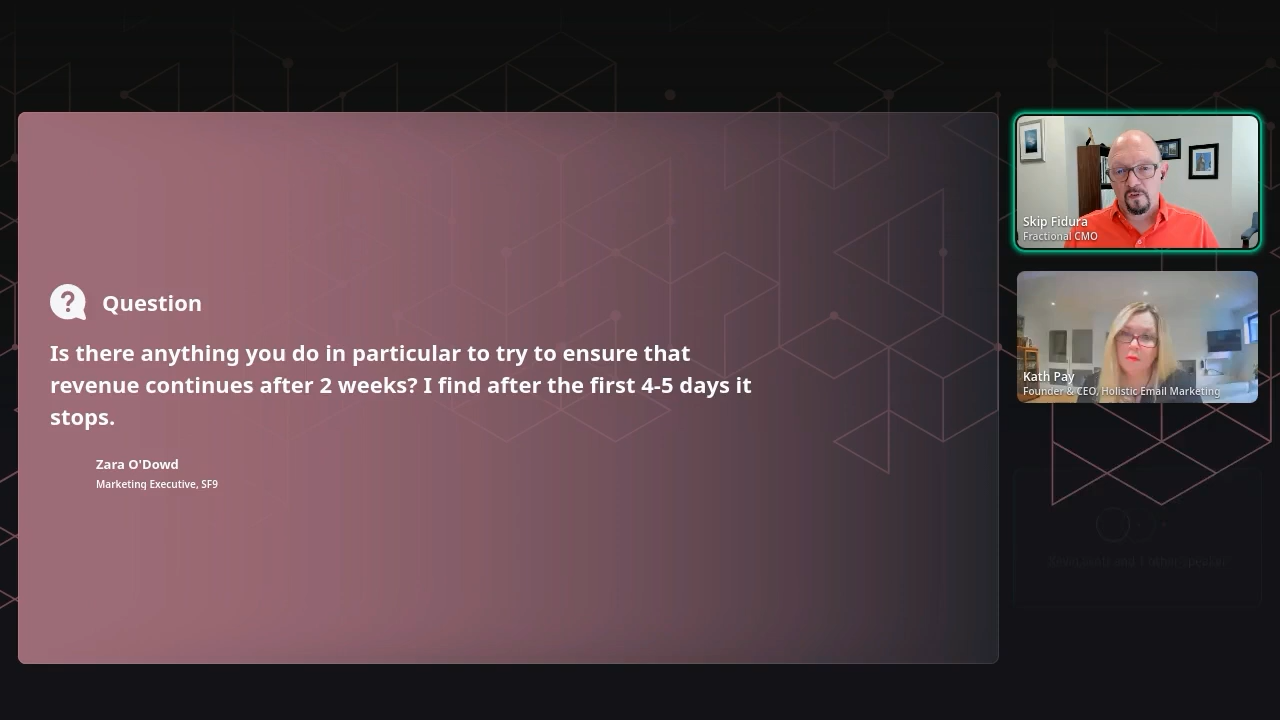 Question
Is there anything you do in particular to try to ensure that
revenue continues after 2 weeks? I find after the first 4-5 days it
stops.
Zara O'Dowd
Marketing Executive, SF9
Skip Fidura
Fractional CMO
Kath Pay
Founder & CEO, Holistic Email Marketing